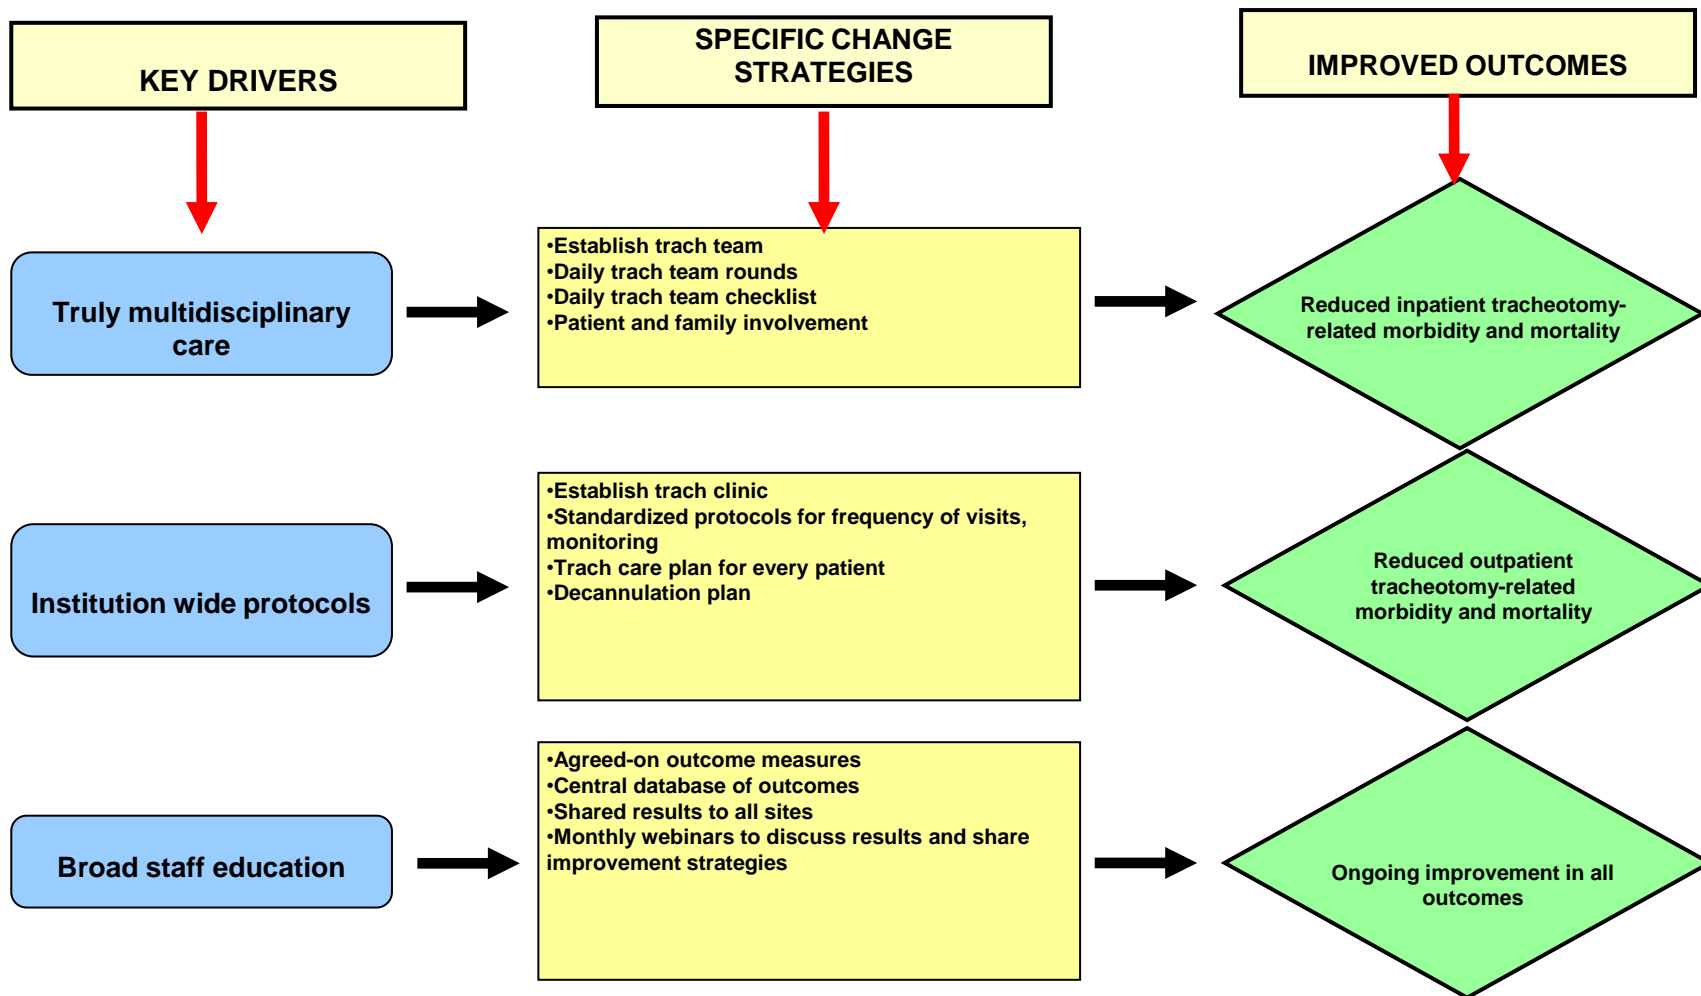 KEY DRIVERS
SPECIFIC CHANGE
STRATEGIES
IMPROVED OUTCOMES
Truly multidisciplinary
care
•Establish trach team
•Daily trach team rounds
•Daily trach team checklist
•Patient and family involvement
Reduced inpatient tracheotomy-
related morbidity and mortality
Institution wide protocols
•Establish trach clinic
•Standardized protocols for frequency of visits,
monitoring
•Trach care plan for every patient
•Decannulation plan
Reduced outpatient
tracheotomy-related
morbidity and mortality
Broad staff education
•Agreed-on outcome measures
•Central database of outcomes
•Shared results to all sites
•Monthly webinars to discuss results and share
improvement strategies
Ongoing improvement in all
outcomes